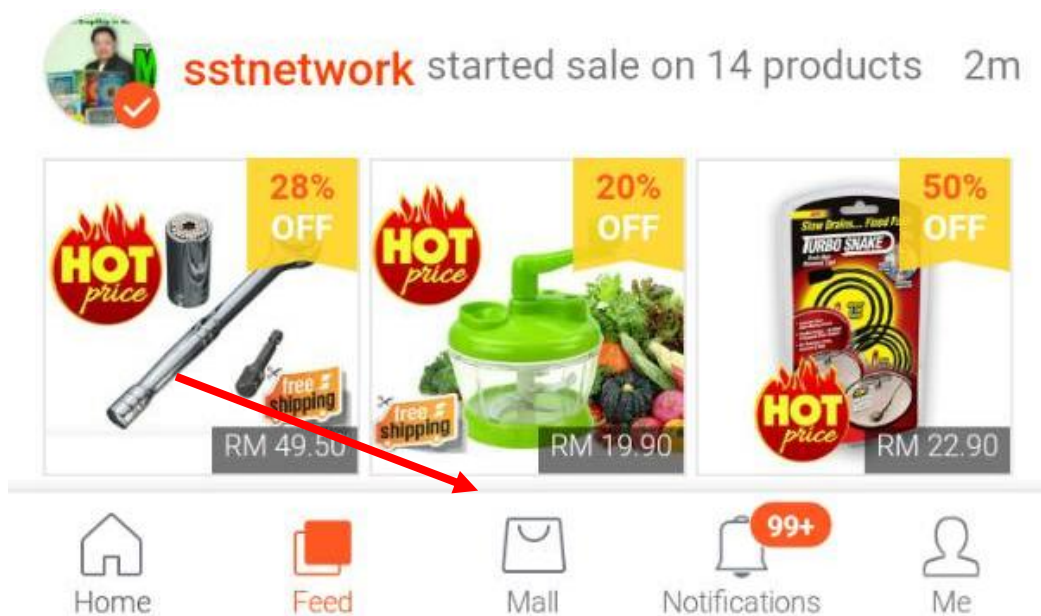 sstnetwork started sale on 14 products 2m
28%
OFF
HOT
price
free
shipping
RM 49.50
20%
OFF
HOT
price
free
shipping
RM 19.90
50%
OFF
Slow Drains...
TURBO SNAKE
HOT
price
RM 22.90
99+
Home Feed Mall Notifications Me